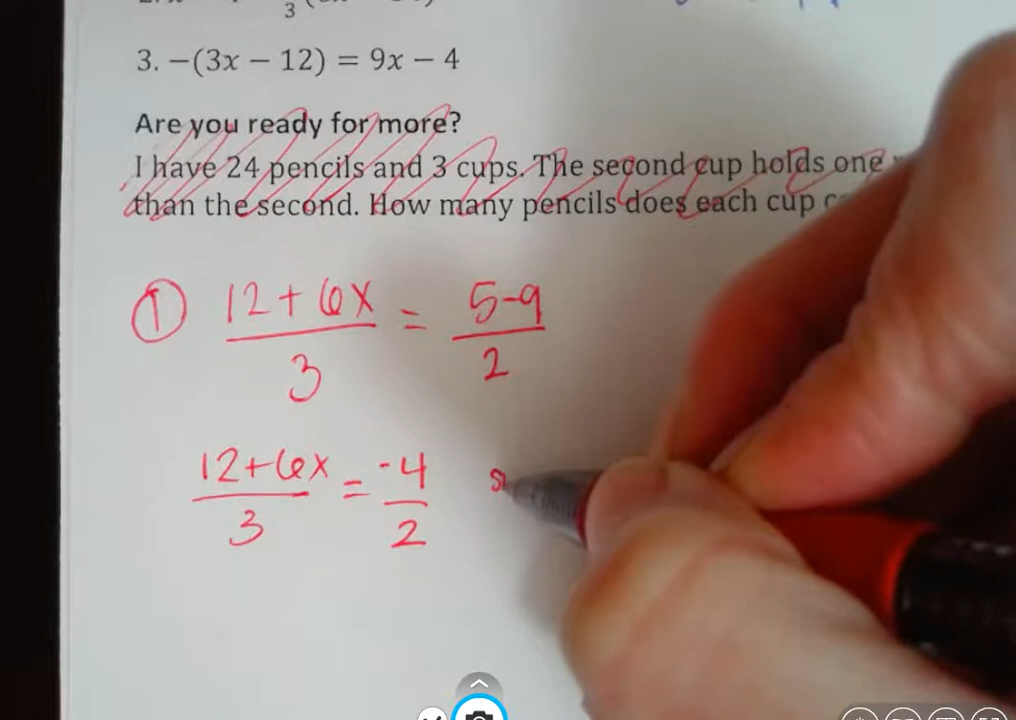 3
3. −(3x − 12) = 9x − 4
Are you ready for more?
I have 24 pencils and 3 cups. The second cup holds one
than the second. How many pencils does each cup
① 12+6x / 3 = 5-9 / 2
12+6x / 3 = -4 / 2